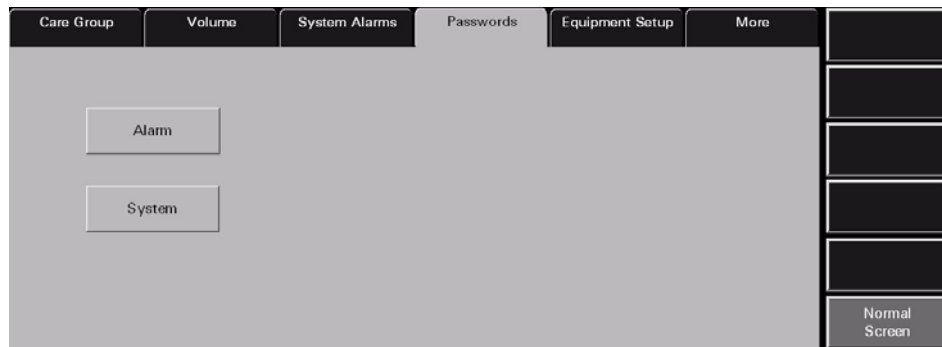 Care Group Volume System Alarms Passwords Equipment Setup More
Alarm
System
Normal
Screen